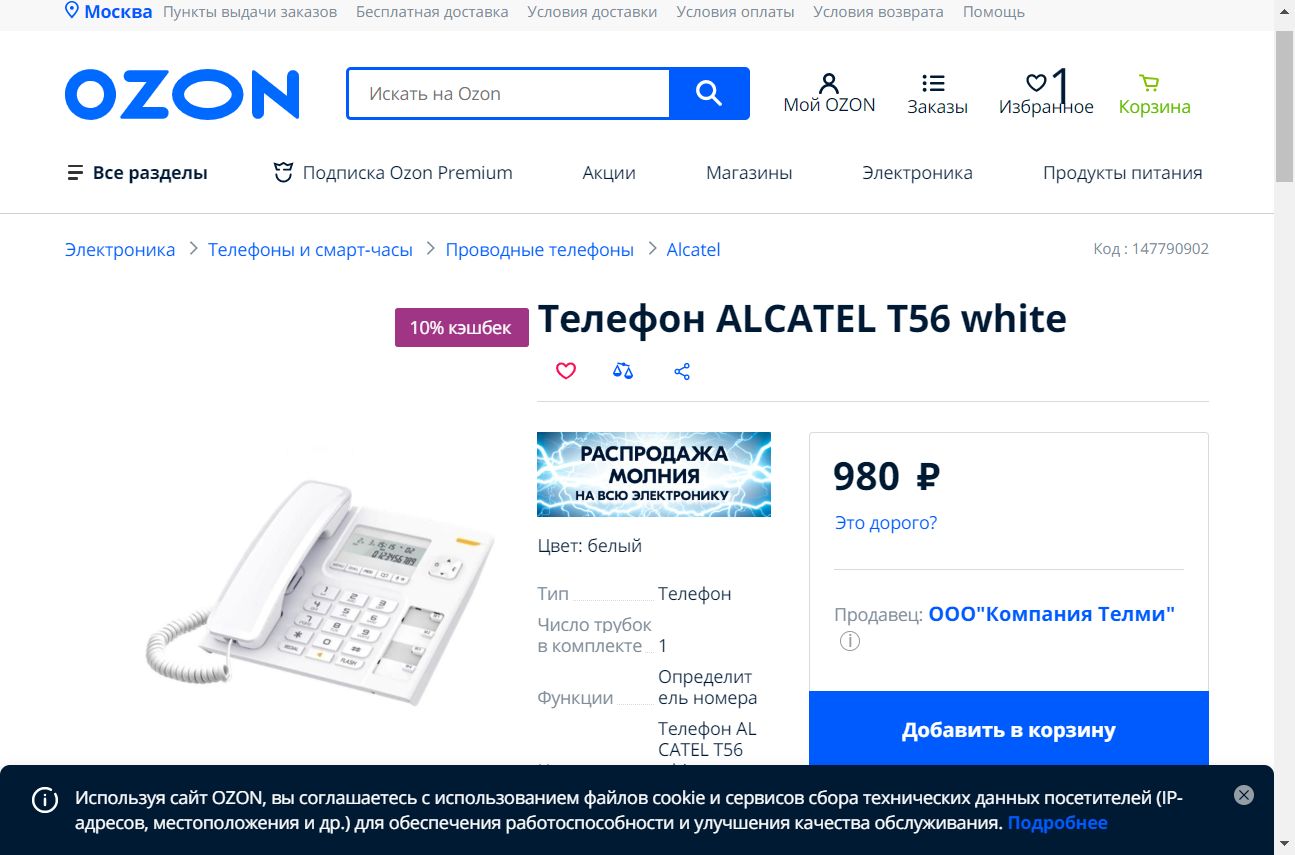 Москва Пункты выдачи заказов Бесплатная доставка Условия доставки Условия оплаты Условия возврата Помощь
OZON
Искать на Ozon
Мой OZON
Заказы
1
Избранное
Корзина
Все разделы Подписка Ozon Premium Акции Магазины Электроника Продукты питания
Электроника Телефоны и смарт-часы Проводные телефоны Alcatel
Код : 147790902
10% кэшбек
Телефон ALCATEL T56 white
РАСПРОДАЖА
МОЛНИЯ
НА ВСЮ ЭЛЕКТРОНИКУ
Цвет: белый
Тип Телефон
Число трубок
в комплекте 1
Функции Определит
ель номера
Телефон AL
CATEL T56
980 ₽
Это дорого?
Продавец: ООО"Компания Телми"
Добавить в корзину
Используя сайт OZON, вы соглашаетесь с использованием файлов cookie и сервисов сбора технических данных посетителей (IP-
адресов, местоположения и др.) для обеспечения работоспособности и улучшения качества обслуживания. Подробнее